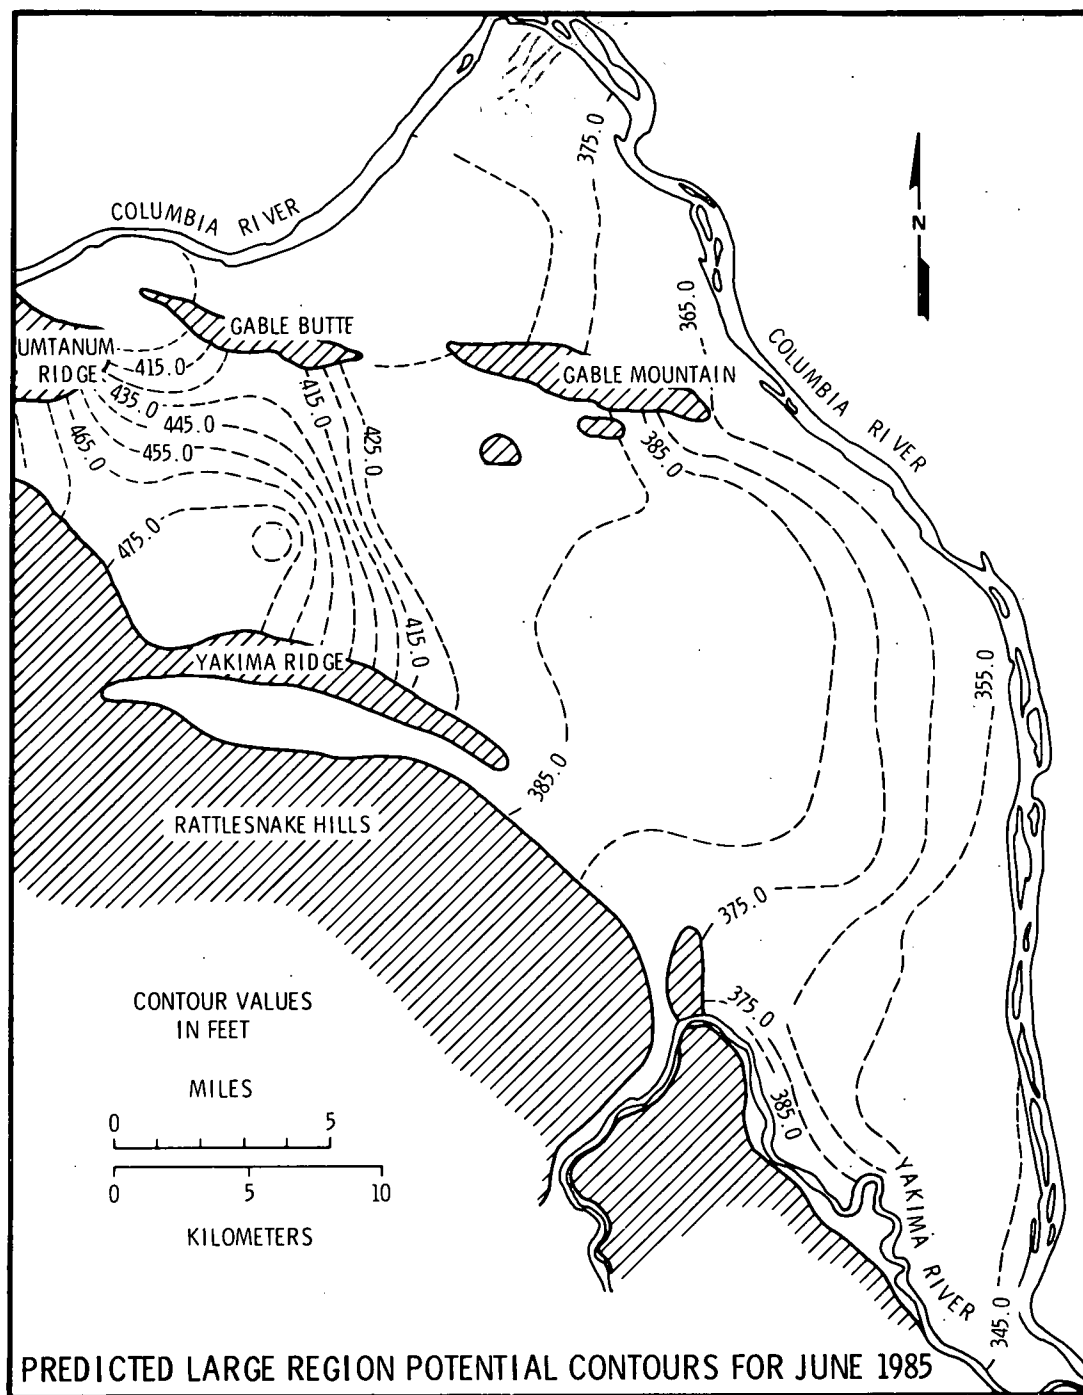 375.0
COLUMBIA RIVER
N
365.0
GABLE BUTTE
UMTANUM
RIDGE
415.0
COLUMBIA RIVER
GABLE MOUNTAIN
435.0
415.0
445.0
425.0
465.0
455.0
385.0
475.0
415.0
YAKIMA RIDGE
355.0
385.0
RATTLESNAKE HILLS
375.0
CONTOUR VALUES
IN FEET
375.0
MILES
0 5
385.0
0 5 10
KILOMETERS
YAKIMA RIVER
345.0
PREDICTED LARGE REGION POTENTIAL CONTOURS FOR JUNE 1985